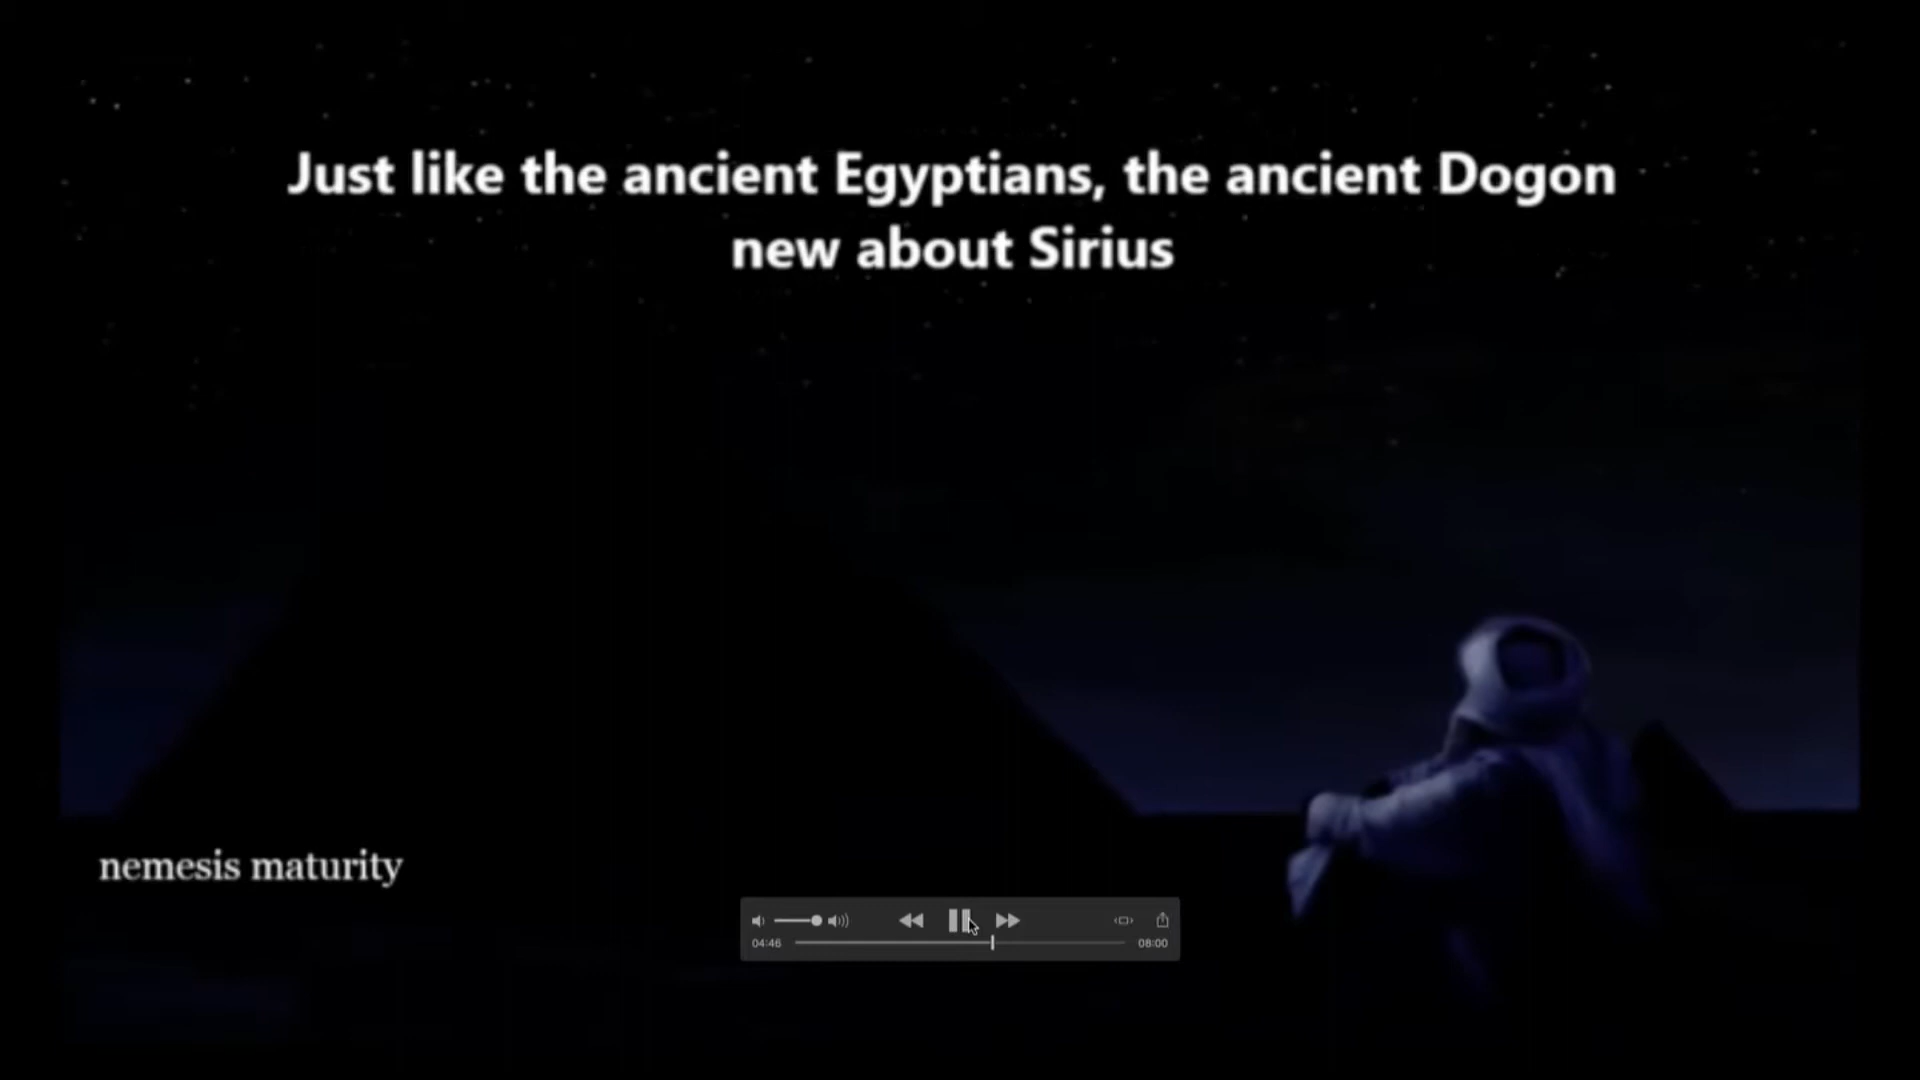 Just like the ancient Egyptians, the ancient Dogon
new about Sirius
nemesis maturity
04:46
08:00